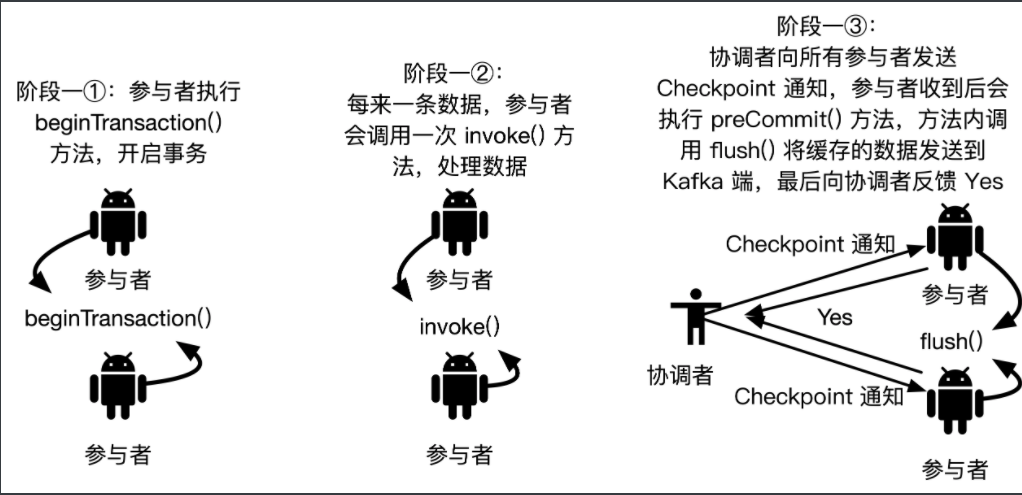 阶段一①：参与者执行
beginTransaction()
方法，开启事务
参与者
beginTransaction()
参与者
阶段一②：
每来一条数据，参与者
会调用一次 invoke() 方
法，处理数据
参与者
invoke()
参与者
阶段一③：
协调者向所有参与者发送
Checkpoint 通知，参与者收到后会
执行 preCommit() 方法，方法内调
用 flush() 将缓存的数据发送到
Kafka 端，最后向协调者反馈 Yes
Checkpoint 通知
参与者
Yes
flush()
协调者
Checkpoint 通知
参与者